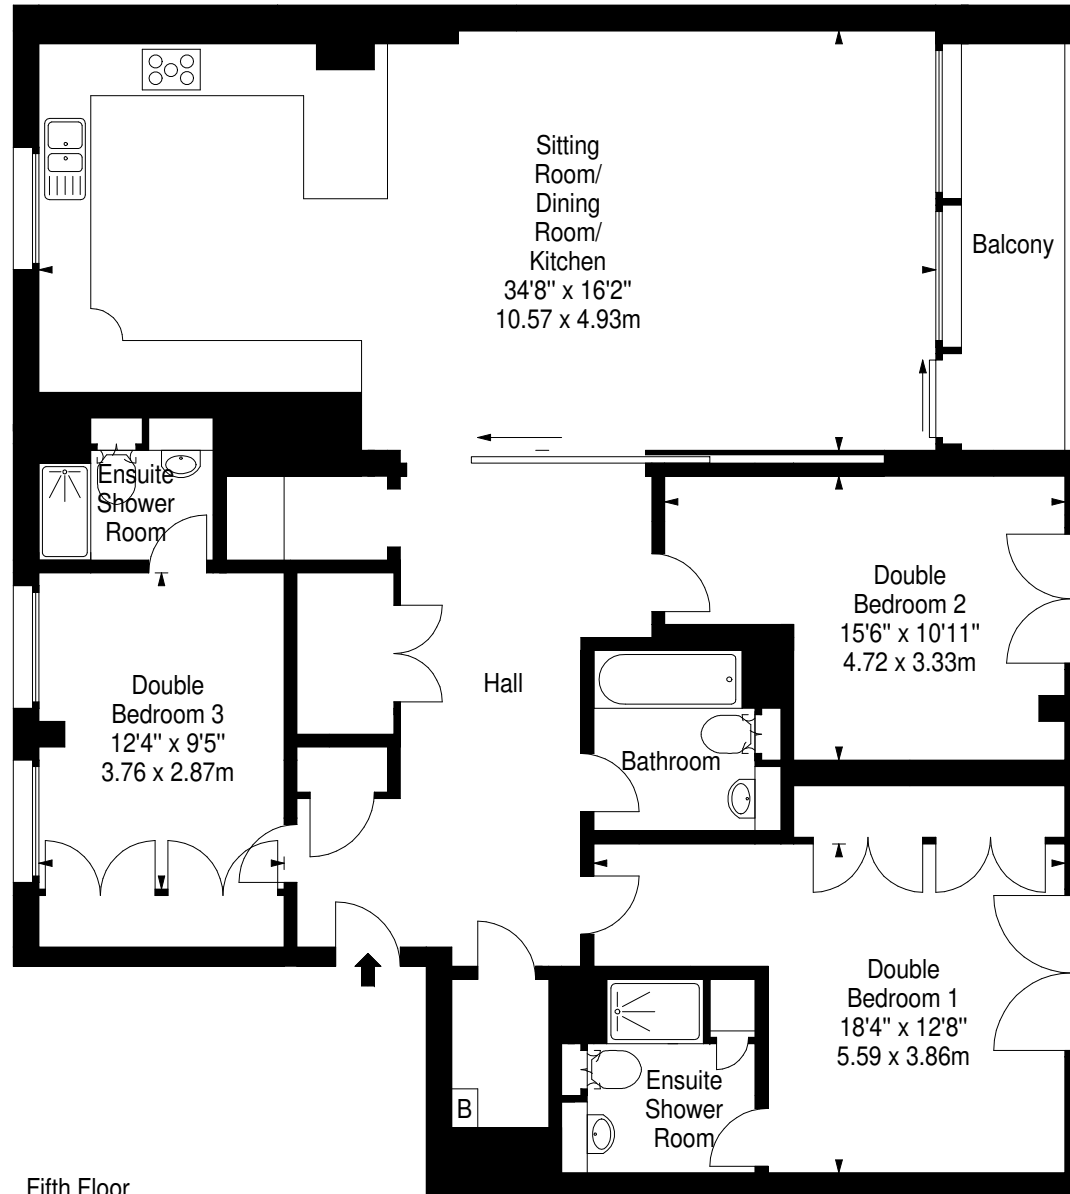 Sitting
Room/
Dining
Room/
Kitchen
34'8" x 16'2"
10.57 x 4.93m
Balcony
Ensuite
Shower
Room
Double
Bedroom 2
15'6" x 10'11"
4.72 x 3.33m
Hall
Double
Bedroom 3
12'4" x 9'5"
3.76 x 2.87m
Bathroom
Double
Bedroom 1
18'4" x 12'8"
5.59 x 3.86m
Ensuite
Shower
Room
B
Fifth Floor